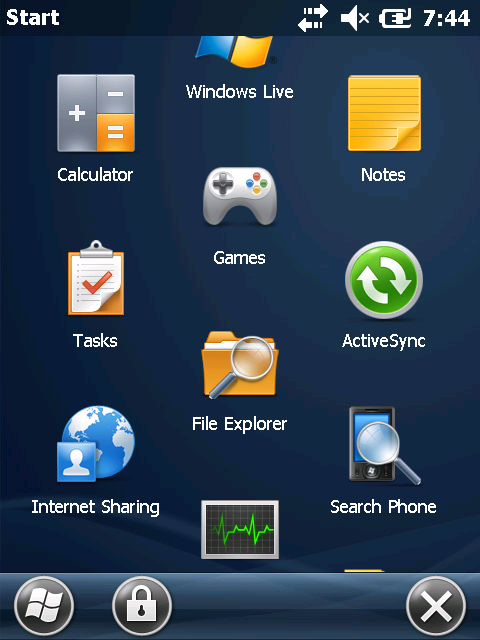 Start 7:44
Windows Live
Calculator
Notes
Games
Tasks
ActiveSync
File Explorer
Internet Sharing
Search Phone